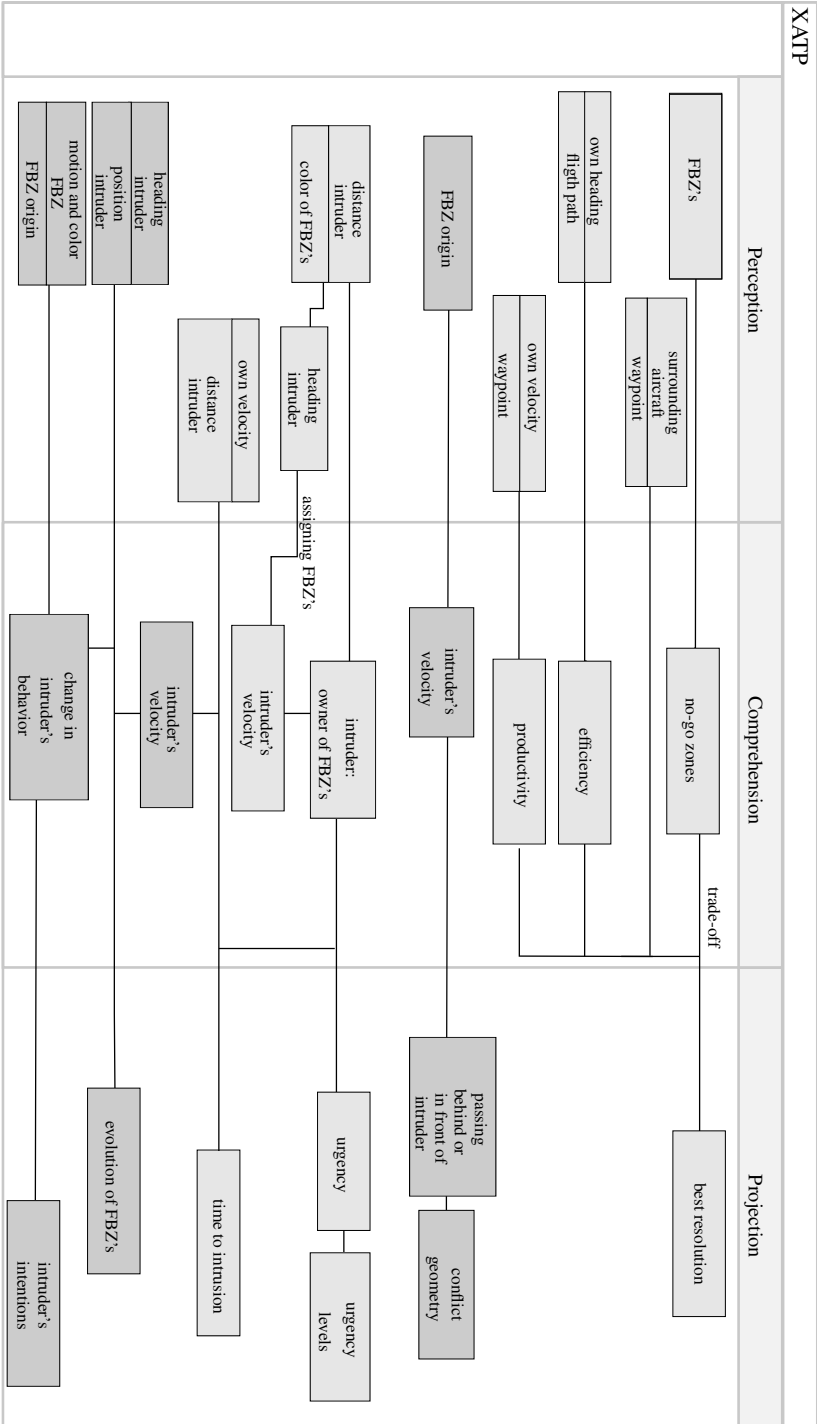 XATP
Perception
Comprehension
Projection
FBZ's
surrounding
aircraft
waypoint
no-go zones
trade-off
best resolution
own heading
fligth path
efficiency
own velocity
waypoint
productivity
FBZ origin
intruder's
velocity
passing
behind or
in front of
intruder
conflict
geometry
distance
intruder
color of FBZ's
heading
intruder
assigning FBZ's
intruder:
owner of FBZ's
intruder's
velocity
urgency
urgency
levels
own velocity
distance
intruder
time to intrusion
intruder's
velocity
heading
intruder
position
intruder
evolution of FBZ's
motion and color
FBZ
FBZ origin
change in
intruder's
behavior
intruder's
intentions